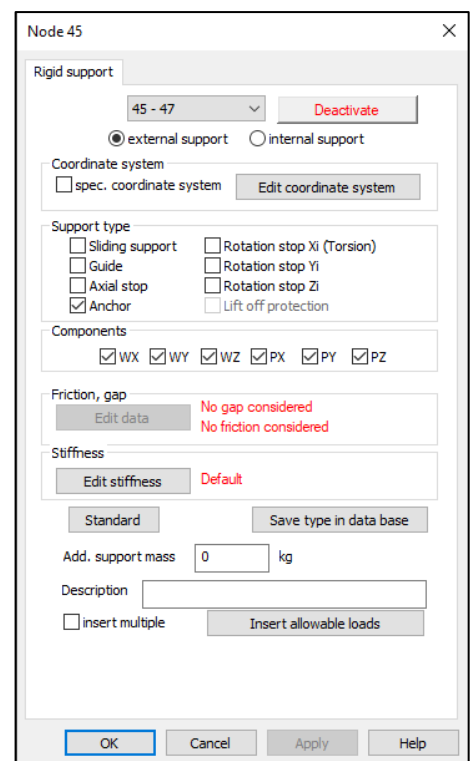 Node 45
Rigid support
45 - 47
Deactivate
external support
internal support
Coordinate system
spec. coordinate system
Edit coordinate system
Support type
Sliding support
Rotation stop Xi (Torsion)
Guide
Rotation stop Yi
Axial stop
Rotation stop Zi
Anchor
Lift off protection
Components
WX WY WZ PX PY PZ
Friction, gap
Edit data
No gap considered
No friction considered
Stiffness
Edit stiffness
Default
Standard
Save type in data base
Add. support mass
0
kg
Description
insert multiple
Insert allowable loads
OK
Cancel
Apply
Help